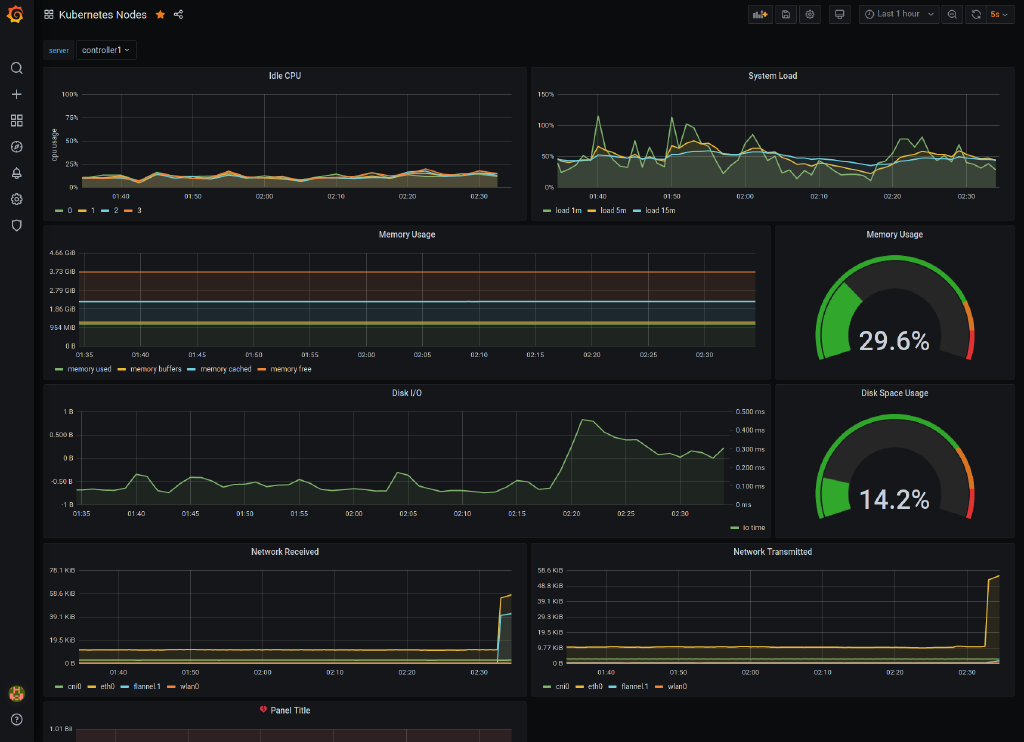 Kubernetes Nodes
Last 1 hour
5s
server
controller1
Idle CPU
100%
75%
50%
25%
0%
cpu usage
01:40 01:50 02:00 02:10 02:20 02:30
0 1 2 3
System Load
150%
100%
50%
0%
01:40 01:50 02:00 02:10 02:20 02:30
load 1m load 5m load 15m
Memory Usage
4.66 GiB
3.73 GiB
2.79 GiB
1.86 GiB
954 MiB
0 B
01:35 01:40 01:45 01:50 01:55 02:00 02:05 02:10 02:15 02:20 02:25 02:30
memory used memory buffers memory cached memory free
Memory Usage
29.6%
Disk I/O
1 B
0.500 B
0 B
-0.50 B
-1 B
0.500 ms
0.400 ms
0.300 ms
0.200 ms
0.100 ms
0 ms
01:35 01:40 01:45 01:50 01:55 02:00 02:05 02:10 02:15 02:20 02:25 02:30
io time
Disk Space Usage
14.2%
Network Received
78.1 KiB
58.6 KiB
39.1 KiB
19.5 KiB
0 B
01:40 01:50 02:00 02:10 02:20 02:30
cni0 eth0 flannel.1 wlan0
Network Transmitted
58.6 KiB
48.8 KiB
39.1 KiB
29.3 KiB
19.5 KiB
9.77 KiB
0 B
01:40 01:50 02:00 02:10 02:20 02:30
cni0 eth0 flannel.1 wlan0
Panel Title
1.01 Bil